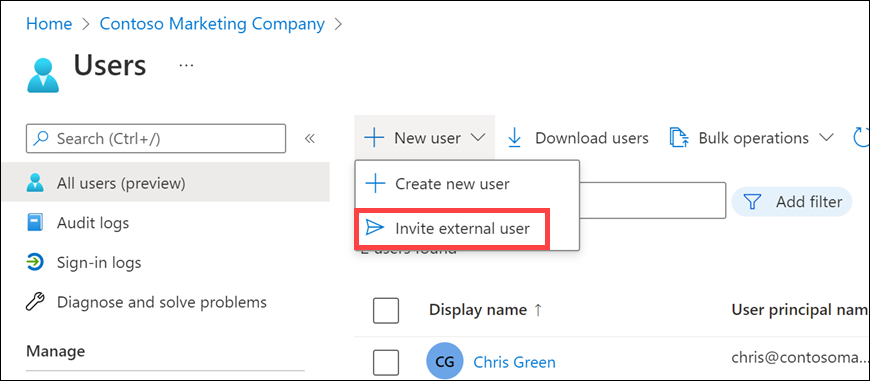 Home > Contoso Marketing Company >
Users ...
Search (Ctrl+/) «
New user Download users Bulk operations
All users (preview)
Create new user
Add filter
Audit logs
Invite external user
users found
Sign-in logs
Diagnose and solve problems
Display name ↑ User principal nam
Manage
CG Chris Green chris@contosoma...